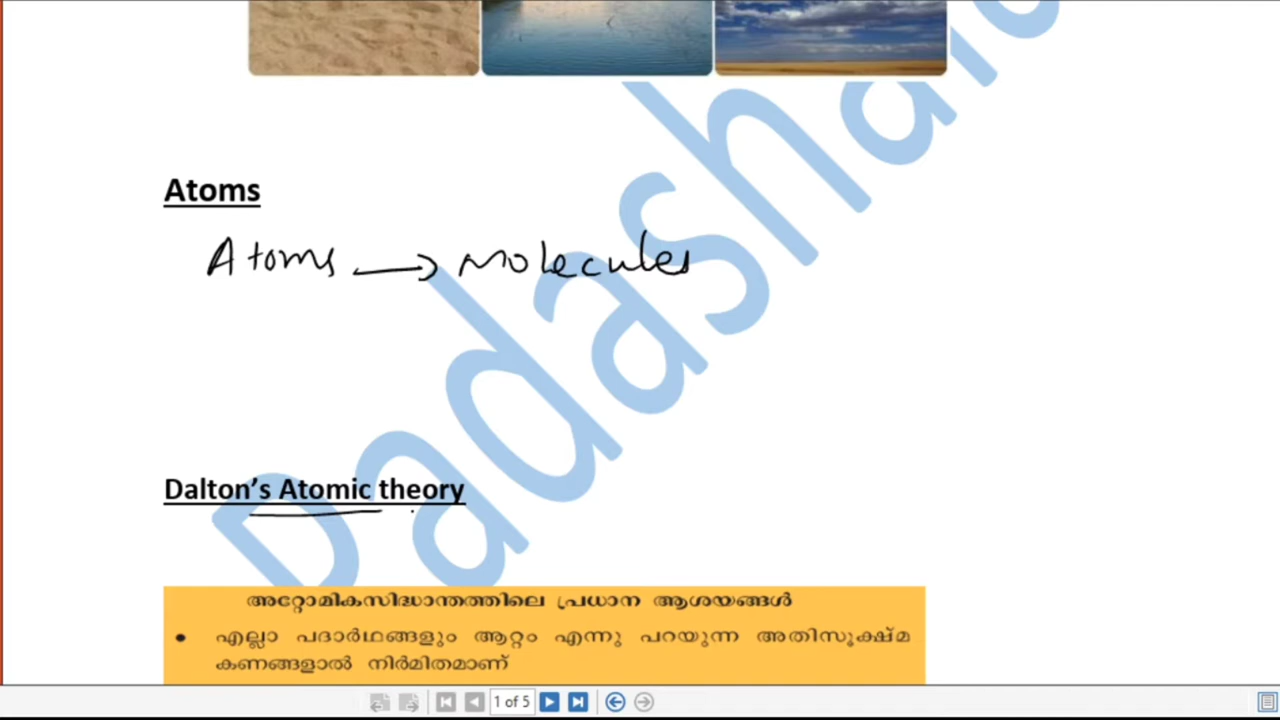 Atoms
Atoms → Molecules
Dalton's Atomic theory
അറ്റോമികസിദ്ധാന്തത്തിലെ പ്രധാന ആശയങ്ങൾ
• എല്ലാ പദാർഥങ്ങളും ആറ്റം എന്നു പറയുന്ന അതിസൂക്ഷ്മ
കണങ്ങളാൽ നിർമിതമാണ്
1 of 5